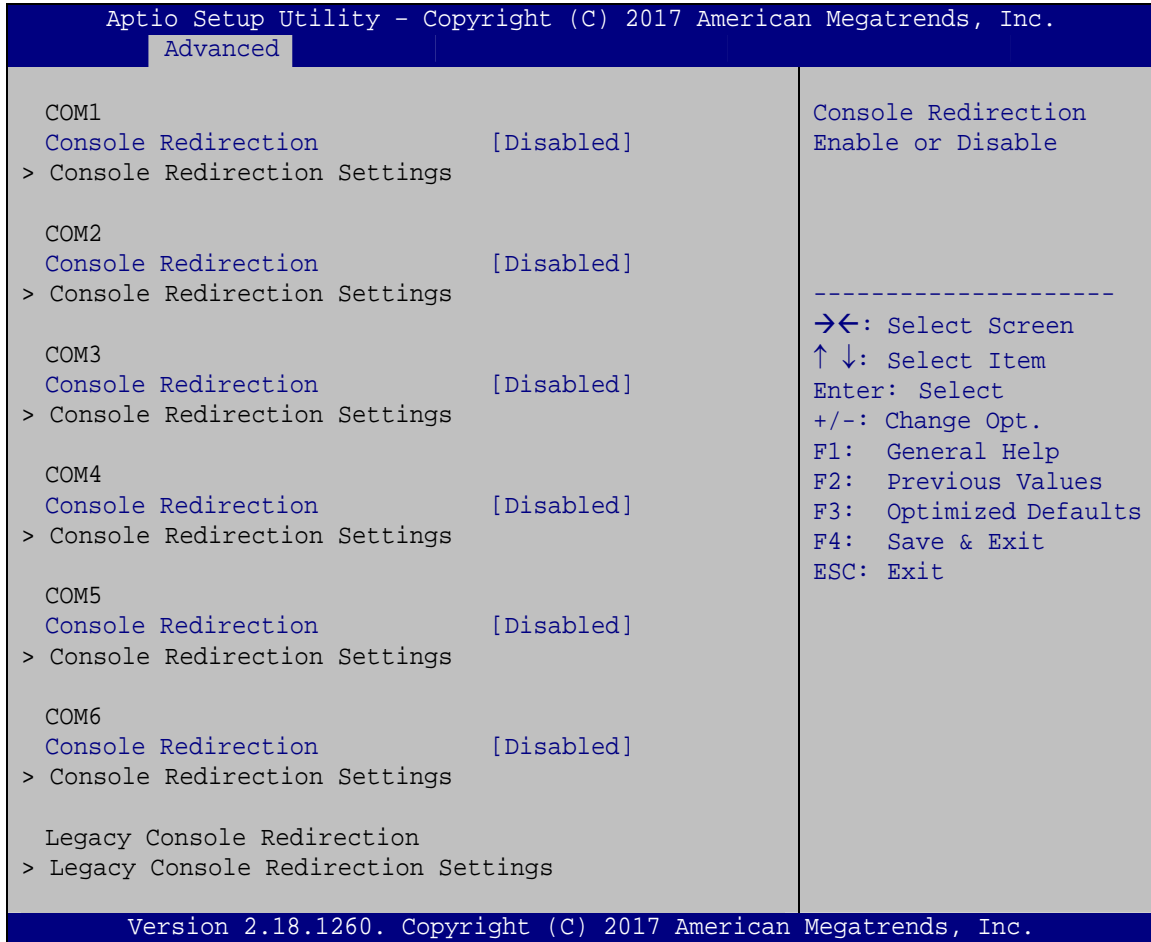 Aptio Setup Utility – Copyright (C) 2017 American Megatrends, Inc.
Advanced
COM1
Console Redirection [Disabled]
> Console Redirection Settings
COM2
Console Redirection [Disabled]
> Console Redirection Settings
COM3
Console Redirection [Disabled]
> Console Redirection Settings
COM4
Console Redirection [Disabled]
> Console Redirection Settings
COM5
Console Redirection [Disabled]
> Console Redirection Settings
COM6
Console Redirection [Disabled]
> Console Redirection Settings
Legacy Console Redirection
> Legacy Console Redirection Settings
Console Redirection
Enable or Disable
---------------------
→←: Select Screen
↑ ↓: Select Item
Enter: Select
+/-: Change Opt.
F1: General Help
F2: Previous Values
F3: Optimized Defaults
F4: Save & Exit
ESC: Exit
Version 2.18.1260. Copyright (C) 2017 American Megatrends, Inc.